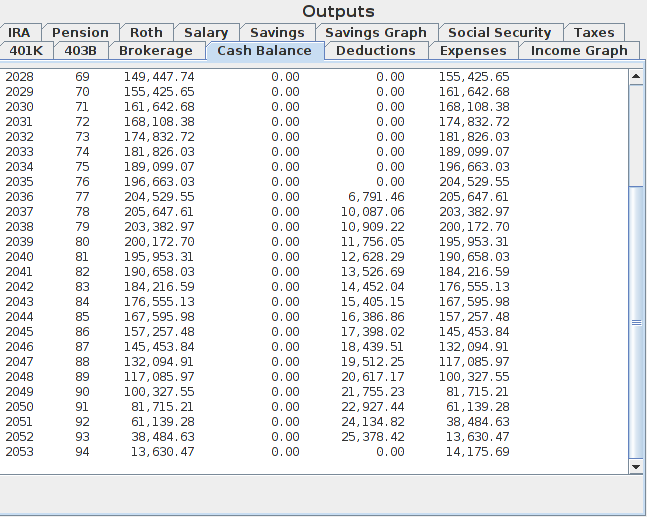 Outputs
IRA Pension Roth Salary Savings Savings Graph Social Security Taxes
401K 403B Brokerage Cash Balance Deductions Expenses Income Graph
2028 69 149,447.74 0.00 0.00 155,425.65
2029 70 155,425.65 0.00 0.00 161,642.68
2030 71 161,642.68 0.00 0.00 168,108.38
2031 72 168,108.38 0.00 0.00 174,832.72
2032 73 174,832.72 0.00 0.00 181,826.03
2033 74 181,826.03 0.00 0.00 189,099.07
2034 75 189,099.07 0.00 0.00 196,663.03
2035 76 196,663.03 0.00 0.00 204,529.55
2036 77 204,529.55 0.00 6,791.46 205,647.61
2037 78 205,647.61 0.00 10,087.06 203,382.97
2038 79 203,382.97 0.00 10,909.22 200,172.70
2039 80 200,172.70 0.00 11,756.05 195,953.31
2040 81 195,953.31 0.00 12,628.29 190,658.03
2041 82 190,658.03 0.00 13,526.69 184,216.59
2042 83 184,216.59 0.00 14,452.04 176,555.13
2043 84 176,555.13 0.00 15,405.15 167,595.98
2044 85 167,595.98 0.00 16,386.86 157,257.48
2045 86 157,257.48 0.00 17,398.02 145,453.84
2046 87 145,453.84 0.00 18,439.51 132,094.91
2047 88 132,094.91 0.00 19,512.25 117,085.97
2048 89 117,085.97 0.00 20,617.17 100,327.55
2049 90 100,327.55 0.00 21,755.23 81,715.21
2050 91 81,715.21 0.00 22,927.44 61,139.28
2051 92 61,139.28 0.00 24,134.82 38,484.63
2052 93 38,484.63 0.00 25,378.42 13,630.47
2053 94 13,630.47 0.00 0.00 14,175.69